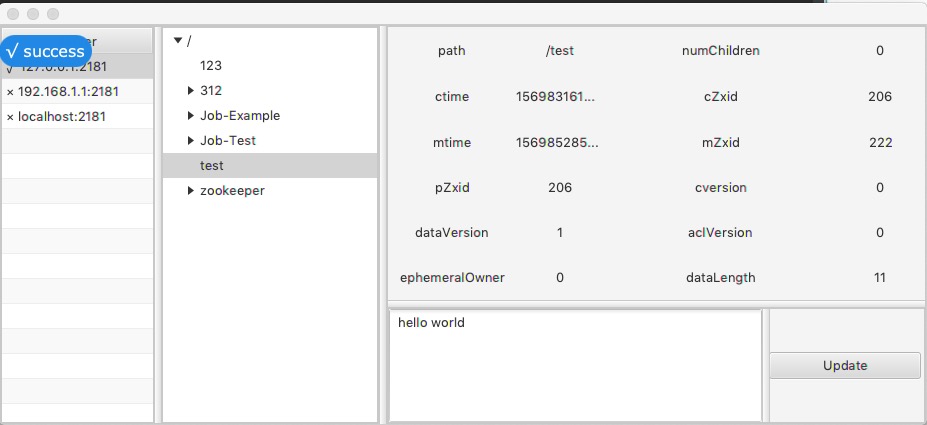 √ success
√ 127.0.0.1:2181
× 192.168.1.1:2181
× localhost:2181
/
123
312
Job-Example
Job-Test
test
zookeeper
path /test numChildren 0
ctime 156983161... cZxid 206
mtime 156985285... mZxid 222
pZxid 206 cversion 0
dataVersion 1 aclVersion 0
ephemeralOwner 0 dataLength 11
hello world
Update